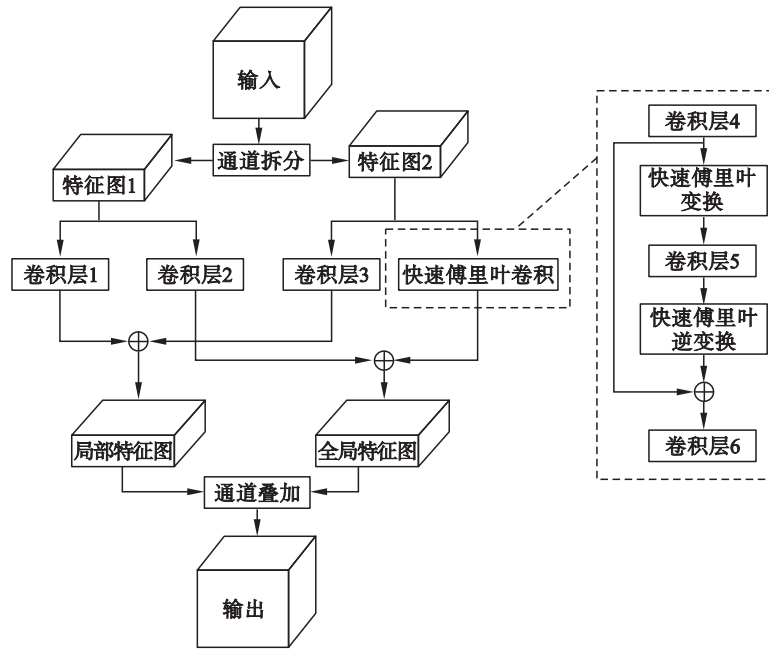 输入
通道拆分
特征图1
特征图2
卷积层1
卷积层2
卷积层3
快速傅里叶卷积
局部特征图
全局特征图
通道叠加
输出
卷积层4
快速傅里叶
变换
卷积层5
快速傅里叶
逆变换
卷积层6